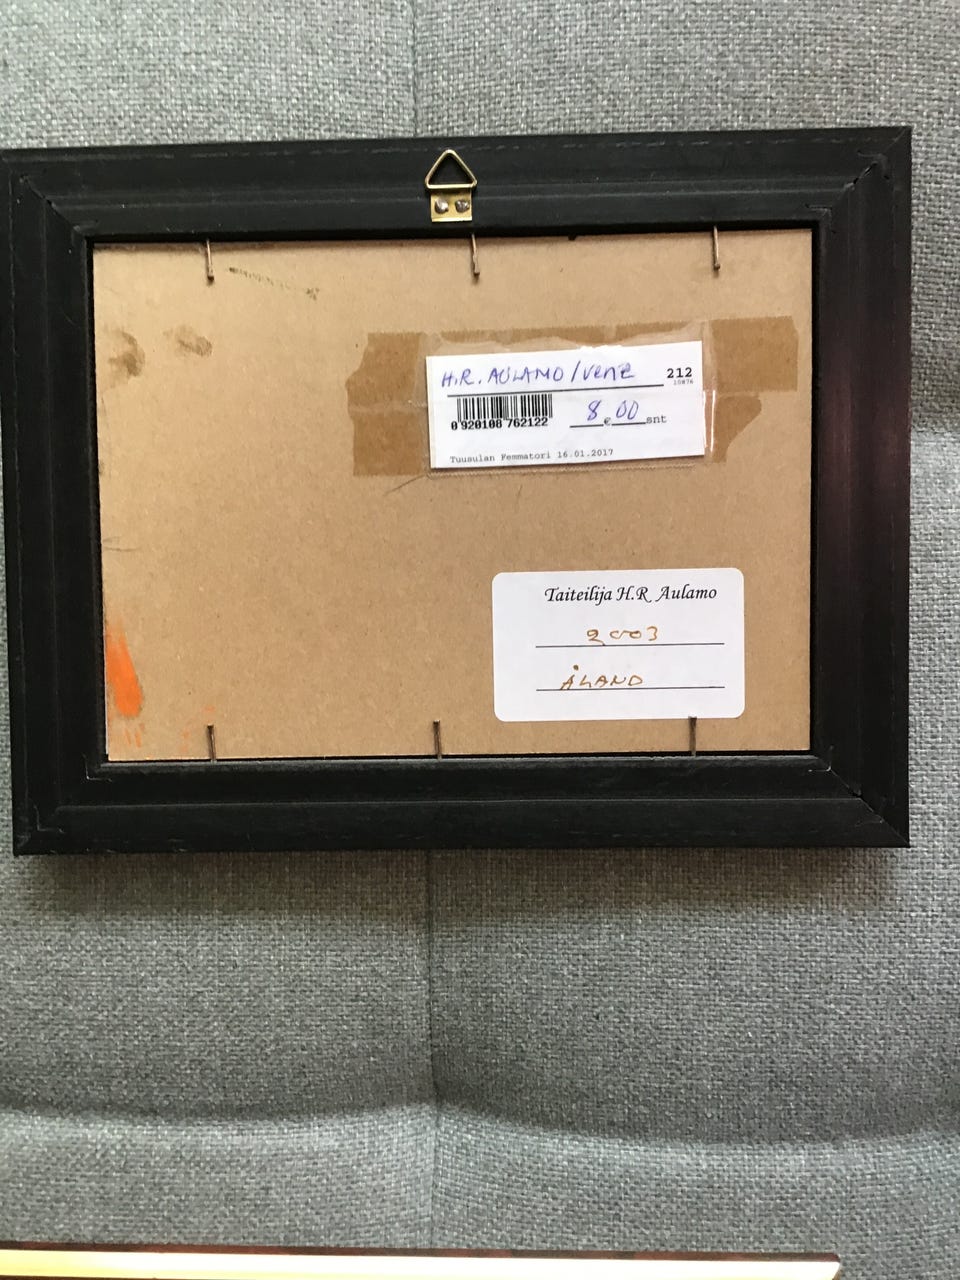 H.R. AULAMO / vene
212
10876
0 920108 762122
8 € 00 snt
Tuusulan Femmatori 16.01.2017
Taiteilija H.R Aulamo
2003
ÅLAND